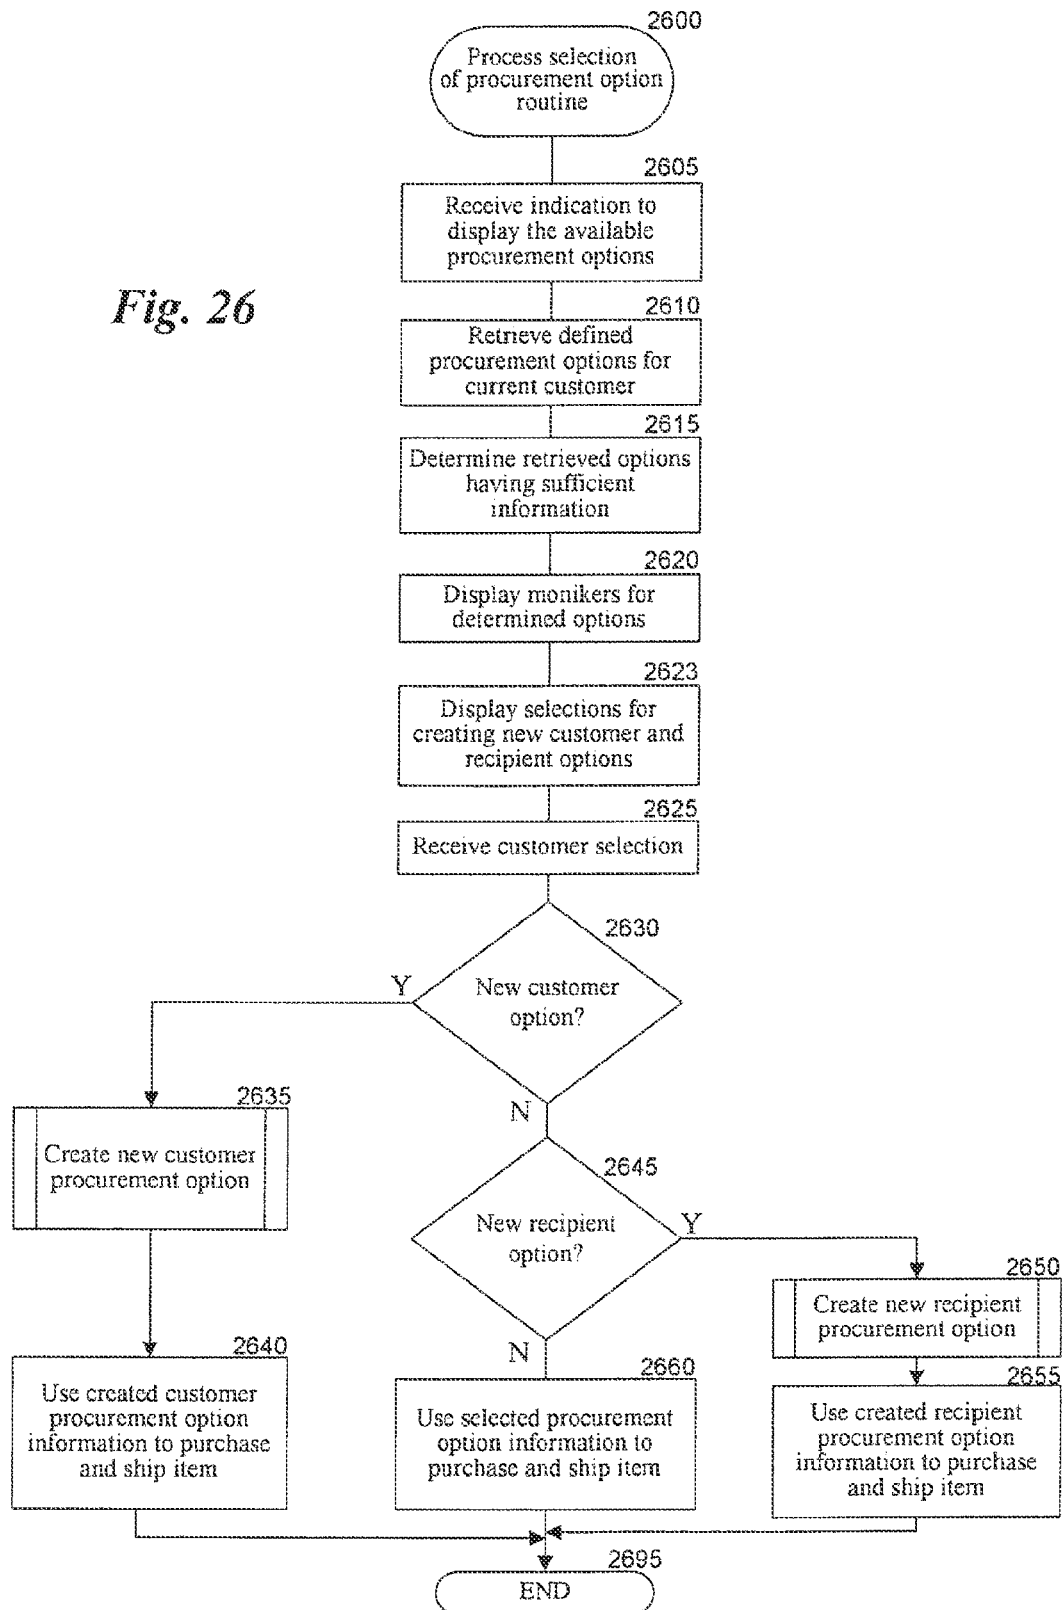 2600
Process selection
of procurement option
routine
2605
Receive indication to
display the available
procurement options
Fig. 26
2610
Retrieve defined
procurement options for
current customer
2615
Determine retrieved options
having sufficient
information
2620
Display monikers for
determined options
2623
Display selections for
creating new customer and
recipient options
2625
Receive customer selection
2630
New customer
option?
Y
N
2635
Create new customer
procurement option
2645
New recipient
option?
Y
N
2650
Create new recipient
procurement option
2640
Use created customer
procurement option
information to purchase
and ship item
2660
Use selected procurement
option information to
purchase and ship item
2655
Use created recipient
procurement option
information to purchase
and ship item
2695
END